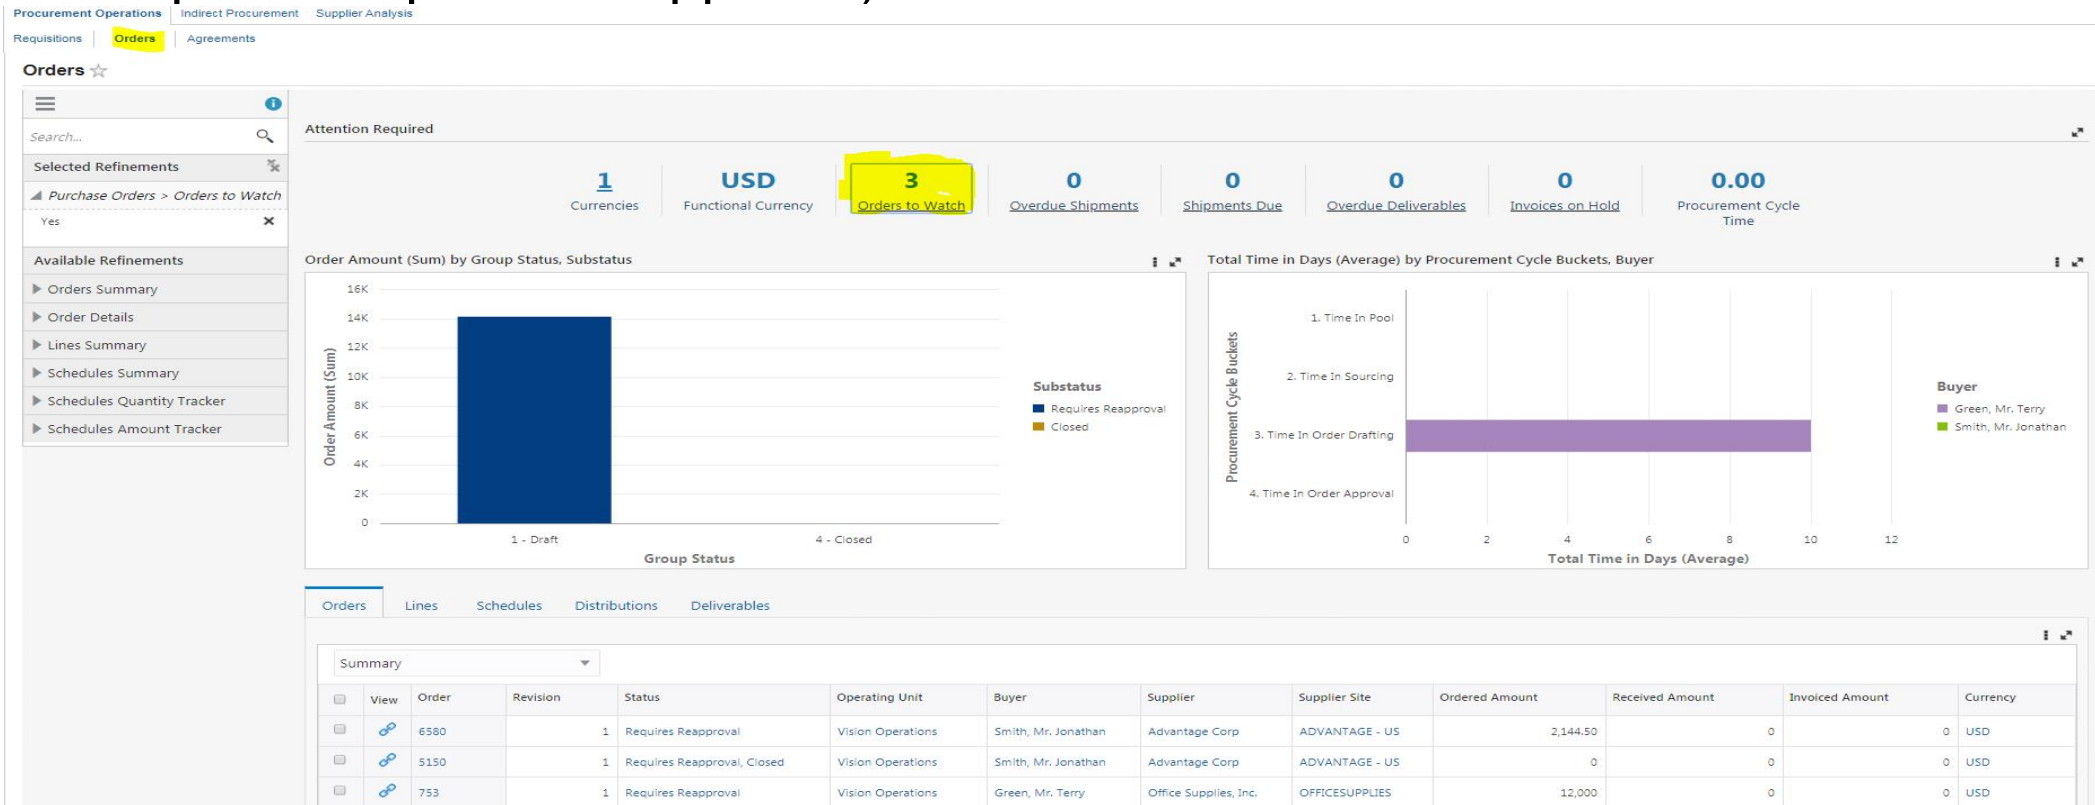 Procurement Operations Indirect Procurement Supplier Analysis
Requisitions Orders Agreements
Orders
Search...
Selected Refinements
Purchase Orders > Orders to Watch
Yes
Available Refinements
Orders Summary
Order Details
Lines Summary
Schedules Summary
Schedules Quantity Tracker
Schedules Amount Tracker
Attention Required
1 USD 3 0 0 0 0 0.00
Currencies Functional Currency Orders to Watch Overdue Shipments Shipments Due Overdue Deliverables Invoices on Hold Procurement Cycle
Time
Order Amount (Sum) by Group Status, Substatus
16K
14K
12K
10K
8K
6K
4K
2K
0
Order Amount (Sum)
1 - Draft 4 - Closed
Group Status
Substatus
Requires Reapproval
Closed
Total Time in Days (Average) by Procurement Cycle Buckets, Buyer
Procurement Cycle Buckets
1. Time In Pool
2. Time In Sourcing
3. Time In Order Drafting
4. Time In Order Approval
0 2 4 6 8 10 12
Total Time in Days (Average)
Buyer
Green, Mr. Terry
Smith, Mr. Jonathan
Orders Lines Schedules Distributions Deliverables
Summary
View Order Revision Status Operating Unit Buyer Supplier Supplier Site Ordered Amount Received Amount Invoiced Amount Currency
6580 1 Requires Reapproval Vision Operations Smith, Mr. Jonathan Advantage Corp ADVANTAGE - US 2,144.50 0 0 USD
5150 1 Requires Reapproval, Closed Vision Operations Smith, Mr. Jonathan Advantage Corp ADVANTAGE - US 0 0 0 USD
753 1 Requires Reapproval Vision Operations Green, Mr. Terry Office Supplies, Inc. OFFICESUPPLIES 12,000 0 0 USD